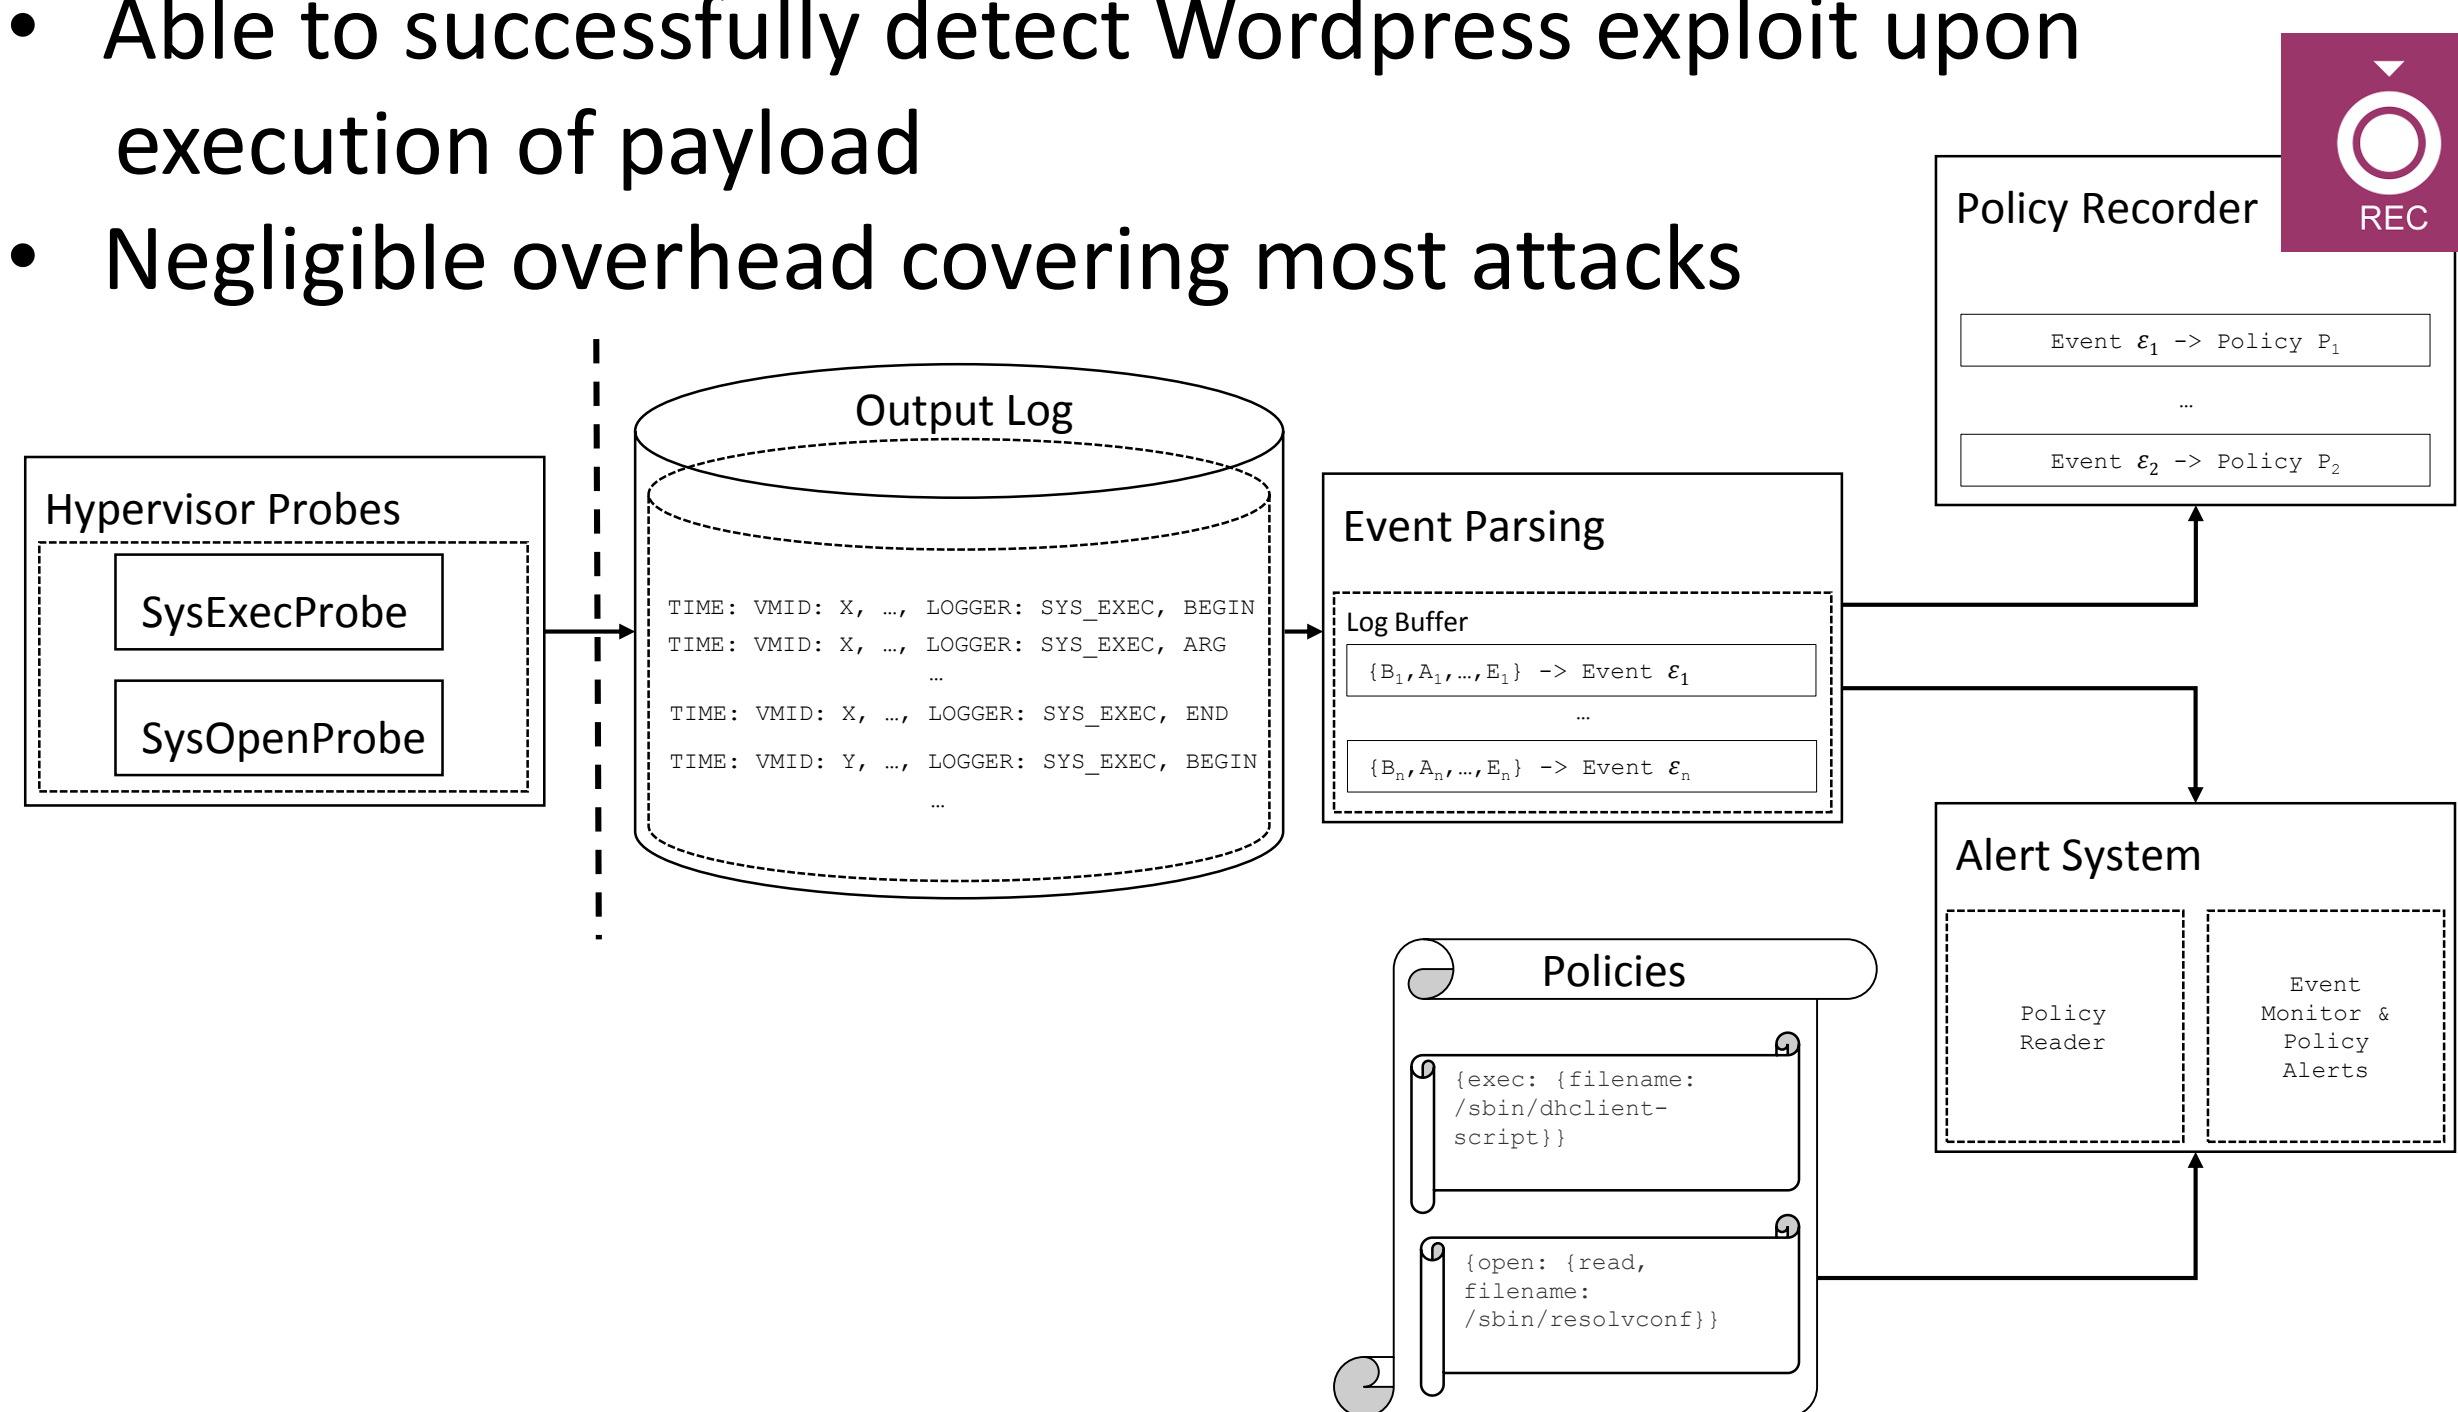 • Able to successfully detect Wordpress exploit upon
execution of payload
• Negligible overhead covering most attacks
REC
Policy Recorder
Event ε₁ -> Policy P₁
…
Event ε₂ -> Policy P₂
Hypervisor Probes
SysExecProbe
SysOpenProbe
Output Log
TIME: VMID: X, …, LOGGER: SYS_EXEC, BEGIN
TIME: VMID: X, …, LOGGER: SYS_EXEC, ARG
…
TIME: VMID: X, …, LOGGER: SYS_EXEC, END
TIME: VMID: Y, …, LOGGER: SYS_EXEC, BEGIN
…
Event Parsing
Log Buffer
{B₁,A₁,…,E₁} -> Event ε₁
…
{Bₙ,Aₙ,…,Eₙ} -> Event εₙ
Alert System
Policy
Reader
Event
Monitor &
Policy
Alerts
Policies
{exec: {filename:
/sbin/dhclient-
script}}
{open: {read,
filename:
/sbin/resolvconf}}